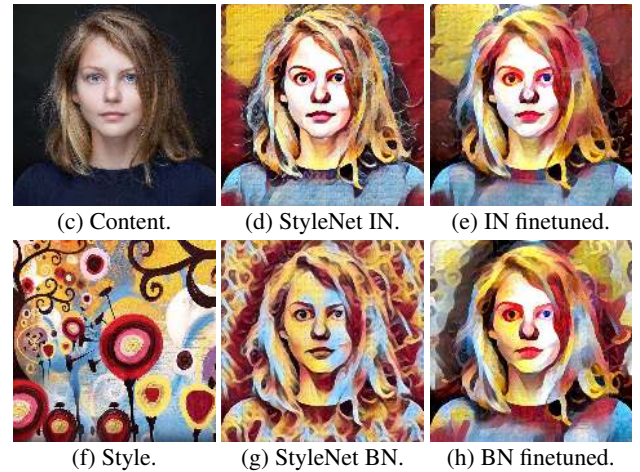 (c) Content.
(d) StyleNet IN.
(e) IN finetuned.
(f) Style.
(g) StyleNet BN.
(h) BN finetuned.